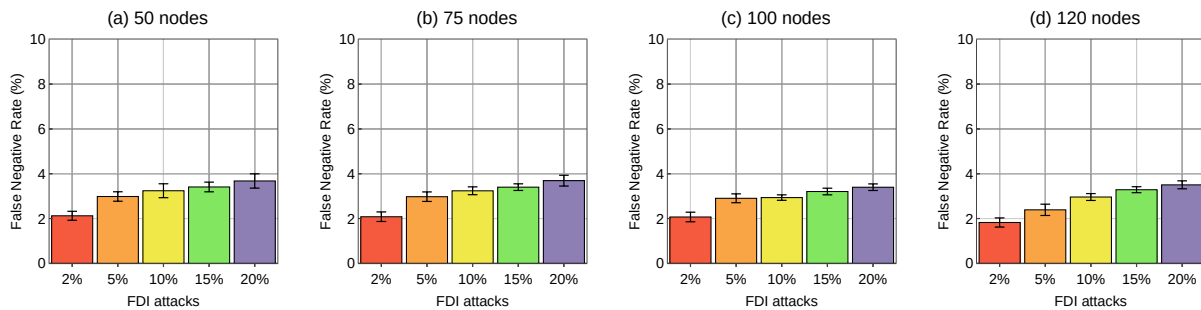 (a) 50 nodes
False Negative Rate (%)
10
8
6
4
2
0
2% 5% 10% 15% 20%
FDI attacks
(b) 75 nodes
False Negative Rate (%)
10
8
6
4
2
0
2% 5% 10% 15% 20%
FDI attacks
(c) 100 nodes
False Negative Rate (%)
10
8
6
4
2
0
2% 5% 10% 15% 20%
FDI attacks
(d) 120 nodes
False Negative Rate (%)
10
8
6
4
2
0
2% 5% 10% 15% 20%
FDI attacks